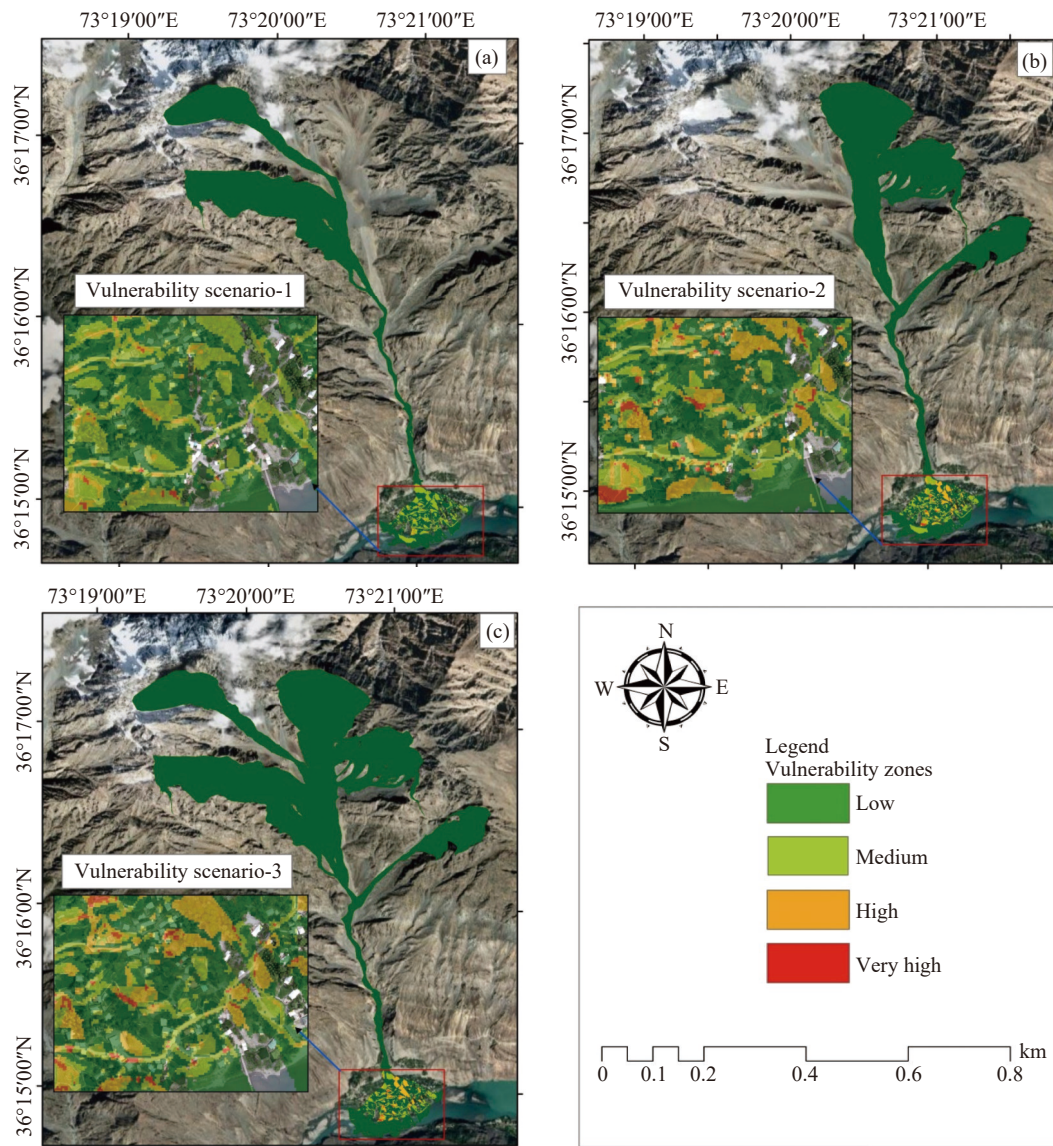 73°19′00″E 73°20′00″E 73°21′00″E
(a)
36°17′00″N
36°16′00″N
36°15′00″N
Vulnerability scenario-1
73°19′00″E 73°20′00″E 73°21′00″E
(b)
36°17′00″N
36°16′00″N
36°15′00″N
Vulnerability scenario-2
73°19′00″E 73°20′00″E 73°21′00″E
(c)
36°17′00″N
36°16′00″N
36°15′00″N
Vulnerability scenario-3
N
W E
S
Legend
Vulnerability zones
Low
Medium
High
Very high
km
0 0.1 0.2 0.4 0.6 0.8